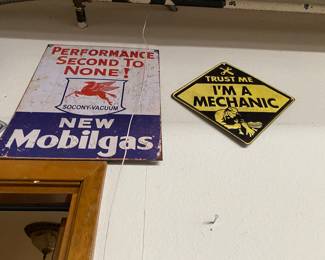 PERFORMANCE
SECOND TO
NONE!
SOCONY-VACUUM
NEW
Mobilgas
TRUST ME
I'M A
MECHANIC